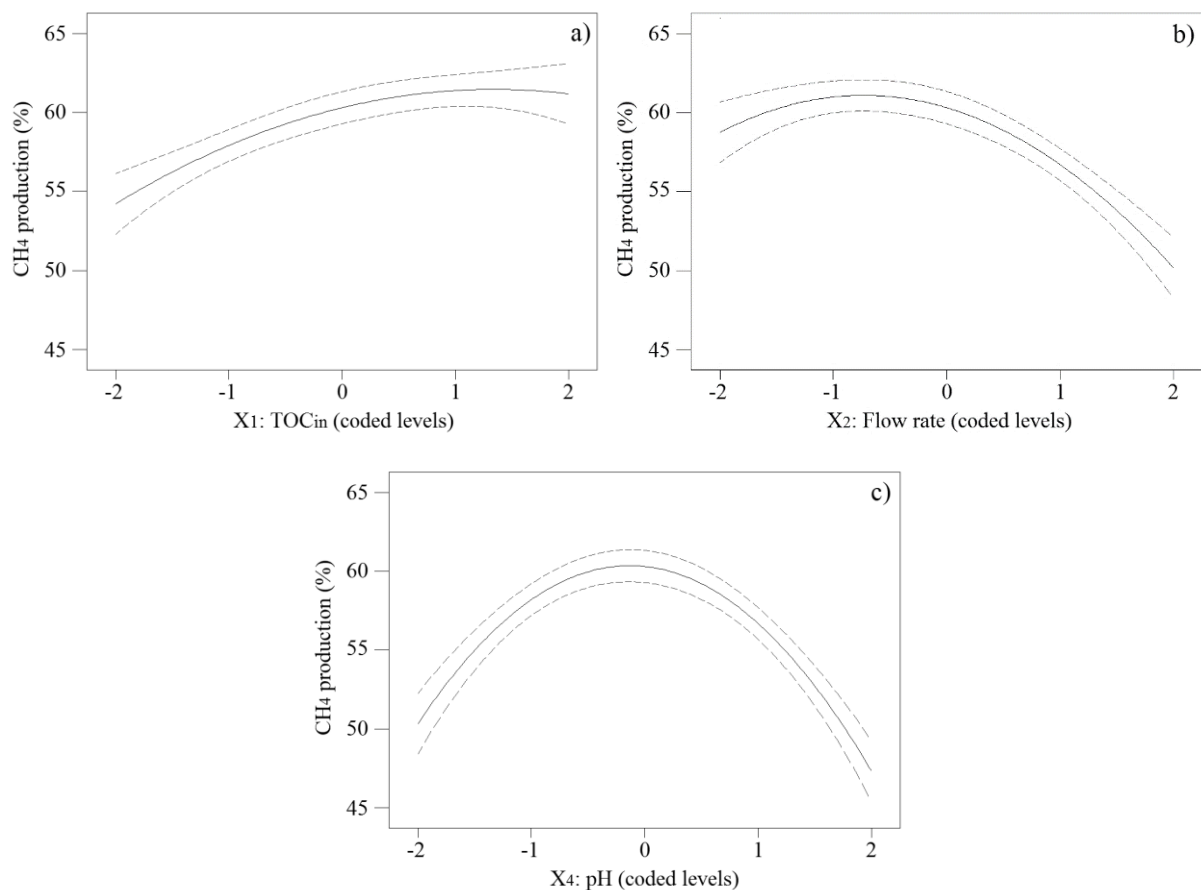 a)
CH4 production (%)
65
60
55
50
45
-2 -1 0 1 2
X1: TOCin (coded levels)
b)
CH4 production (%)
65
60
55
50
45
-2 -1 0 1 2
X2: Flow rate (coded levels)
c)
CH4 production (%)
65
60
55
50
45
-2 -1 0 1 2
X4: pH (coded levels)